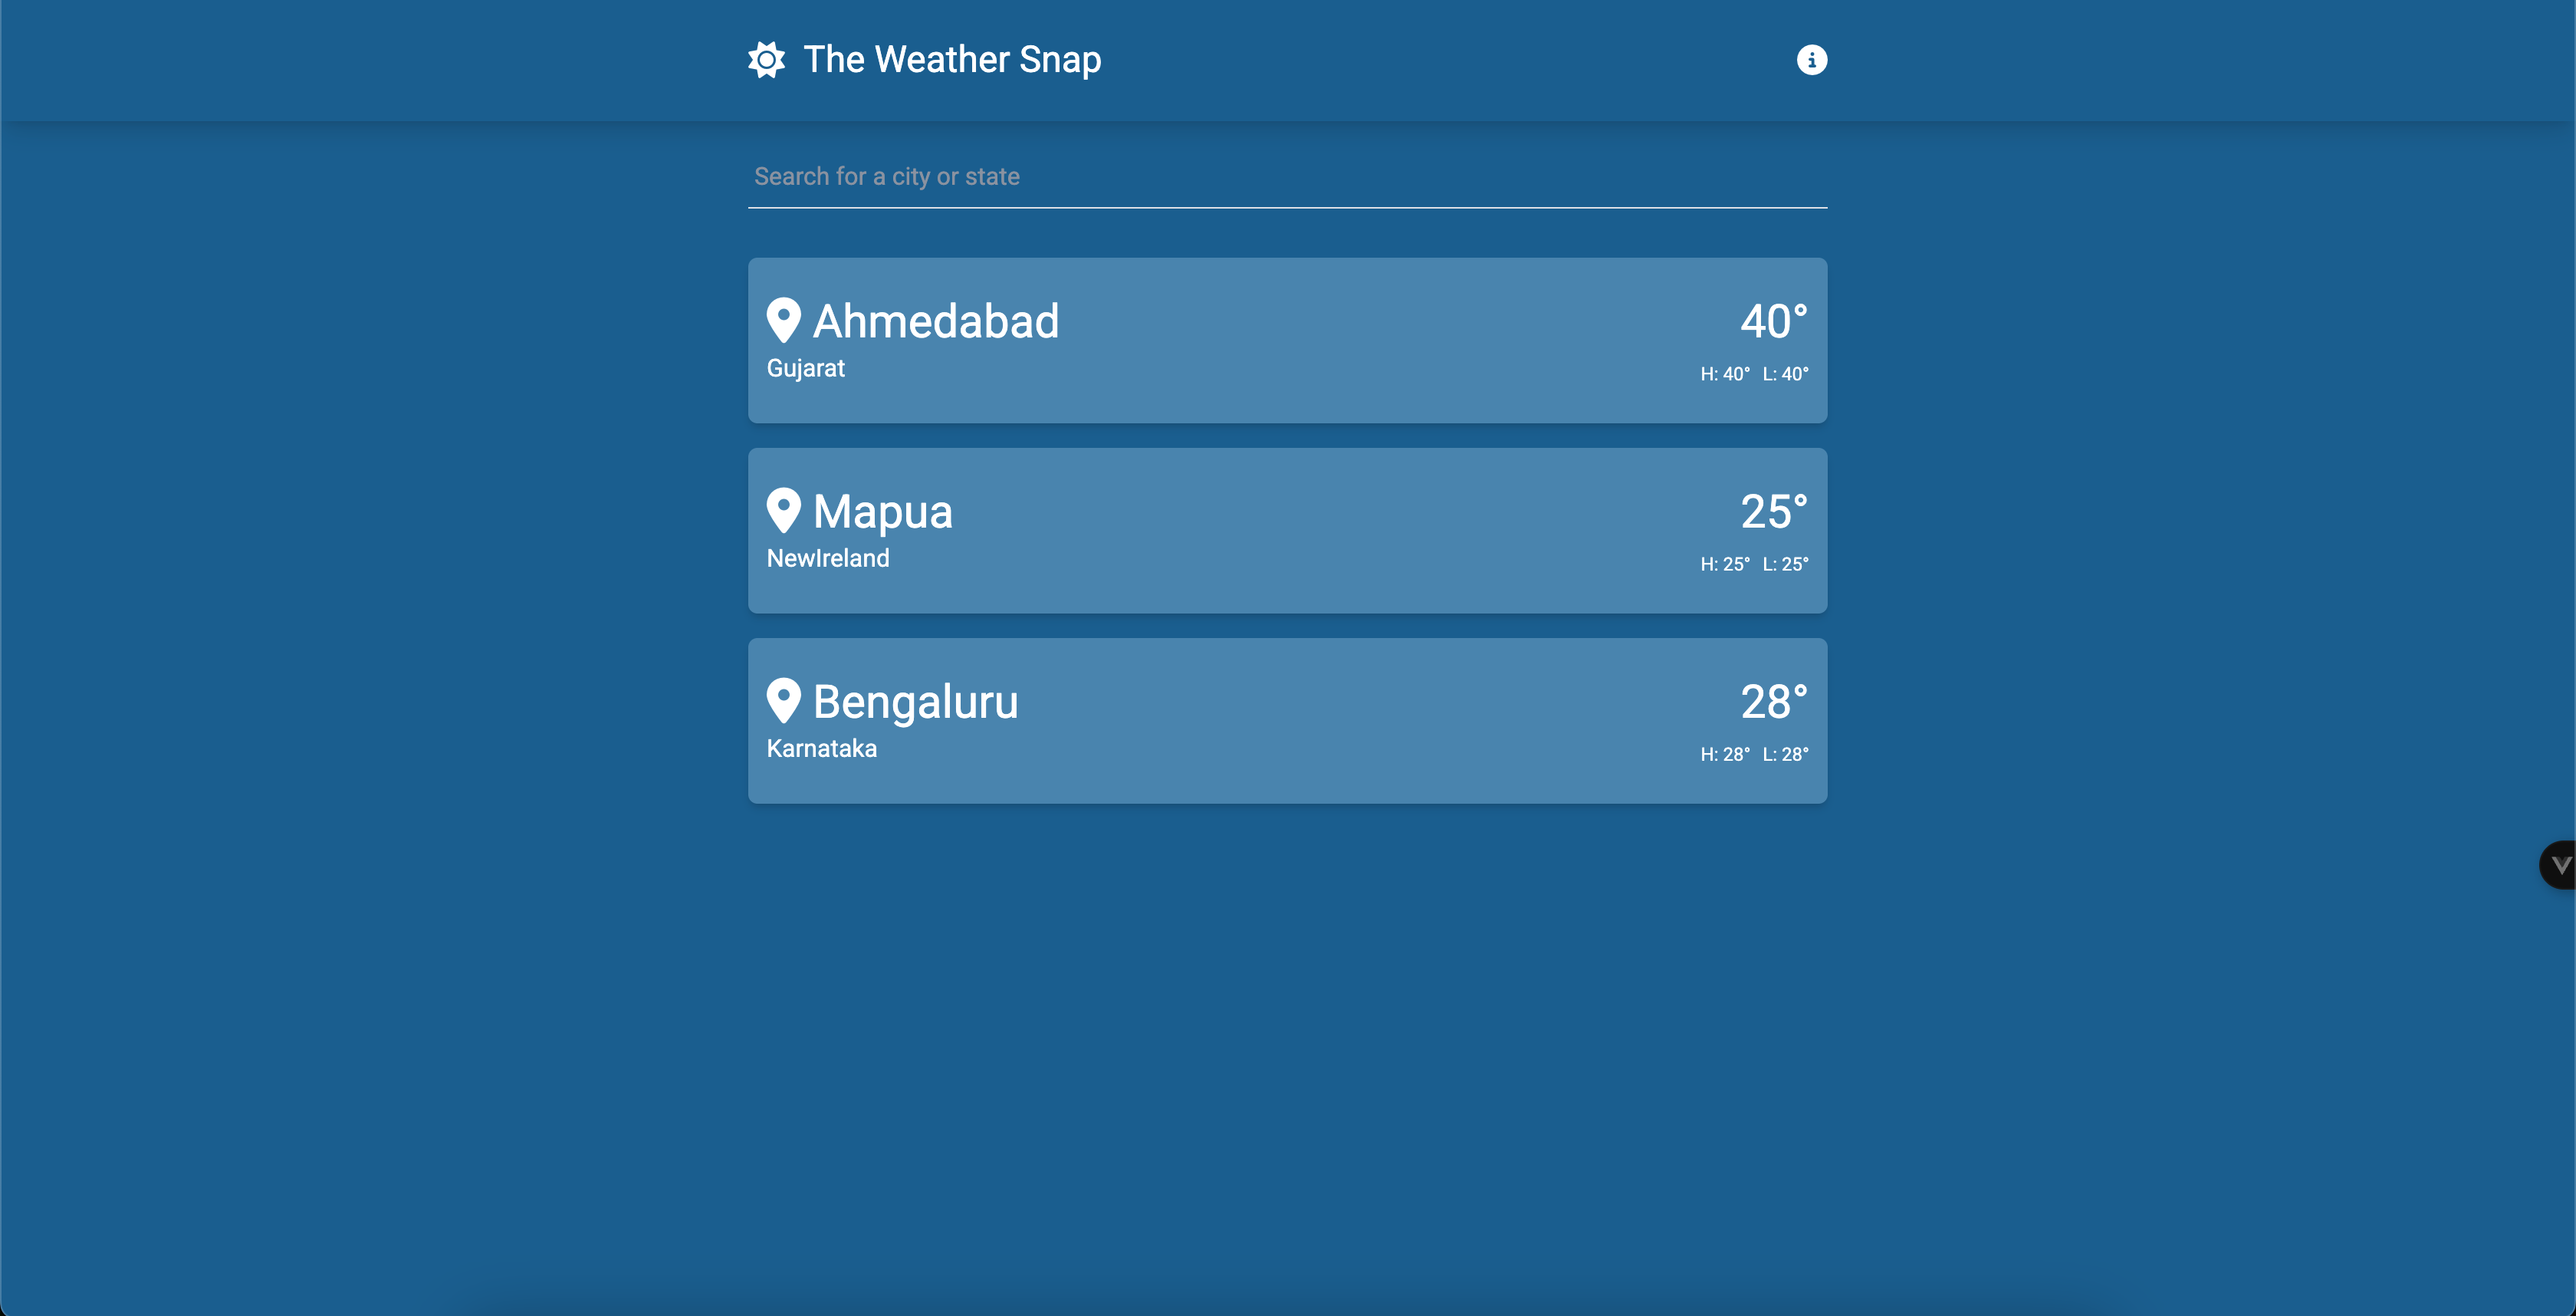 The Weather Snap
Search for a city or state
Ahmedabad
40°
Gujarat
H: 40° L: 40°
Mapua
25°
NewIreland
H: 25° L: 25°
Bengaluru
28°
Karnataka
H: 28° L: 28°